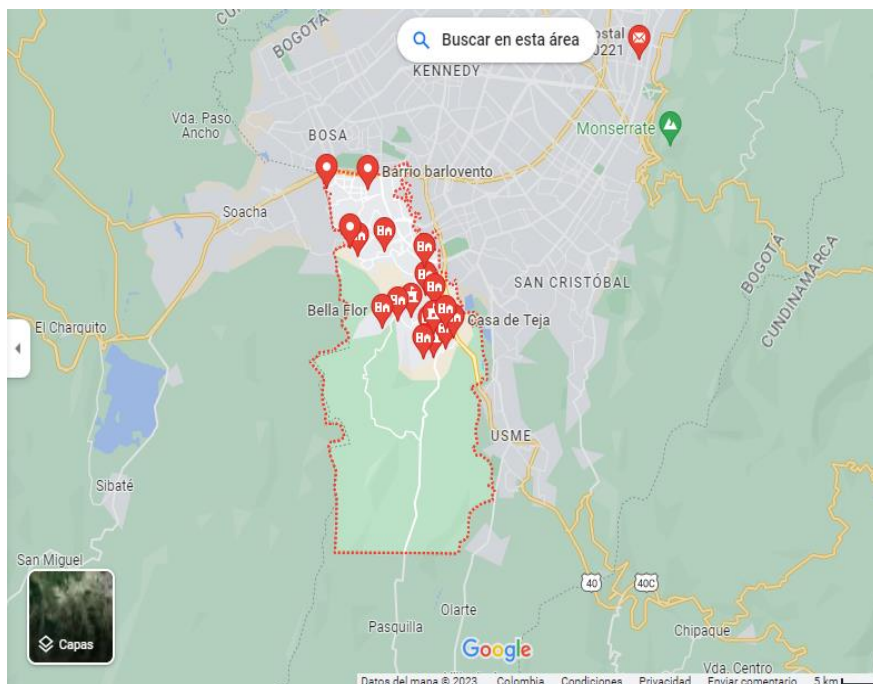 BOGOTÁ
Buscar en esta área
KENNEDY
Vda. Paso
Ancho
Monserrate
BOSA
Barrio barlovento
Soacha
SAN CRISTÓBAL
BOGOTÁ
CUNDINAMARCA
Bella Flor
Casa de Teja
El Charquito
USME
Sibaté
San Miguel
40
40C
Olarte
Capas
Pasquilla
Google
Chipaque
Vda. Centro
Datos del mapa © 2023
Colombia
Condiciones
Privacidad
Enviar comentario
5 km